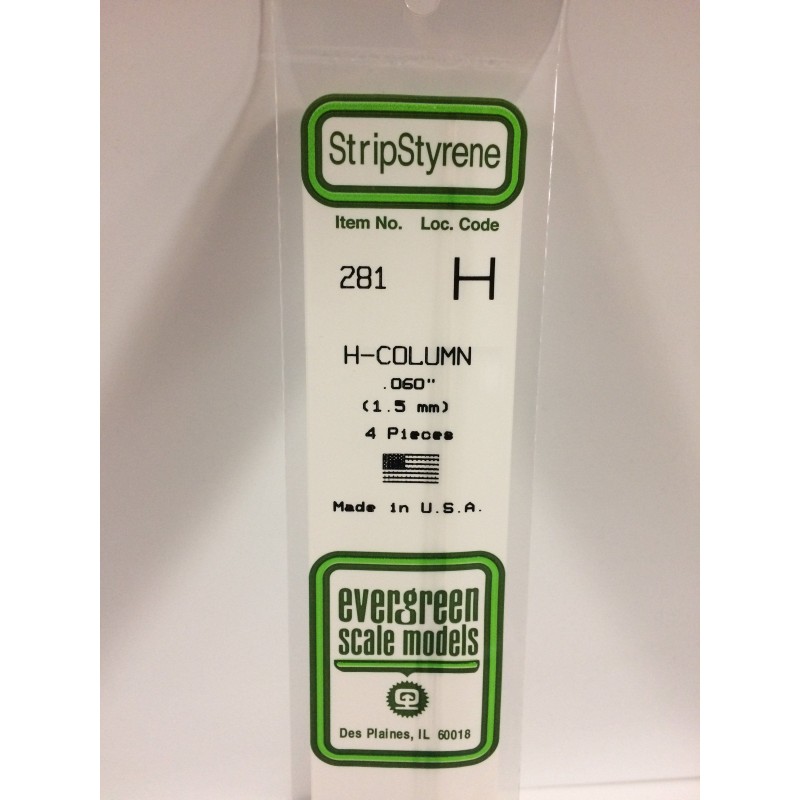 StripStyrene
Item No. Loc. Code
281 H
H-COLUMN
.060"
(1.5 mm)
4 Pieces
Made in U.S.A.
evergreen
scale models
Des Plaines, IL 60018